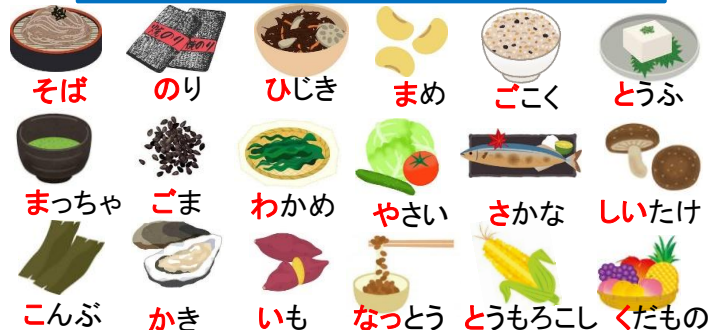 そば のり ひじき まめ ごこく とうふ
まっちゃ ごま わかめ やさい さかな しいたけ
こんぶ かき いも なっとう とうもろこし くだもの